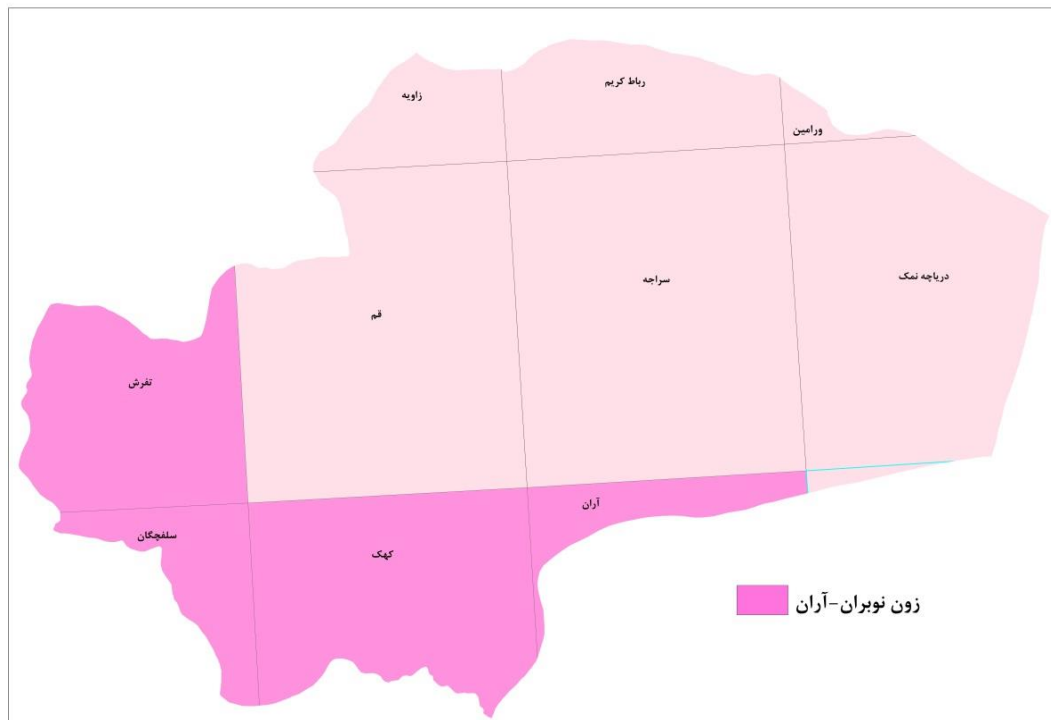 رباط کریم
زاویه
ورامین
دریاچه نمک
سراجه
قم
تفرش
آران
سلفچگان
کهک
زون نوبران-آران